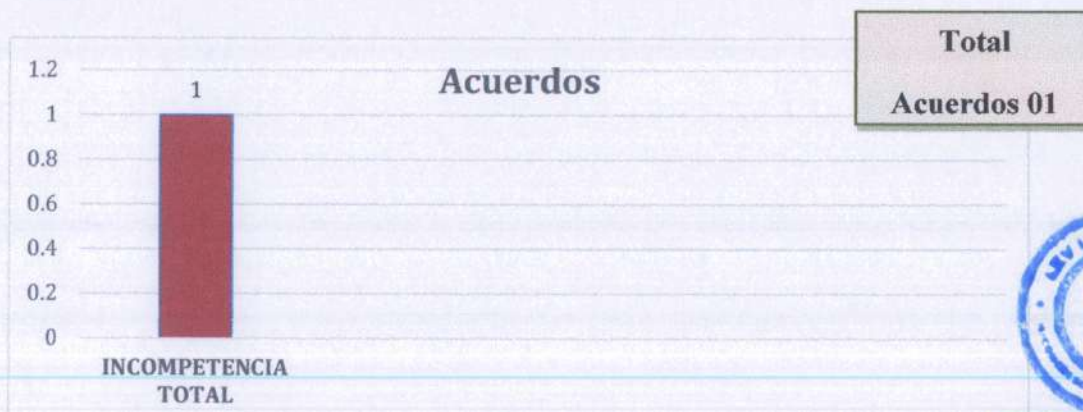 Total
Acuerdos 01
Acuerdos
1.2
1
1
0.8
0.6
0.4
0.2
0
INCOMPETENCIA
TOTAL